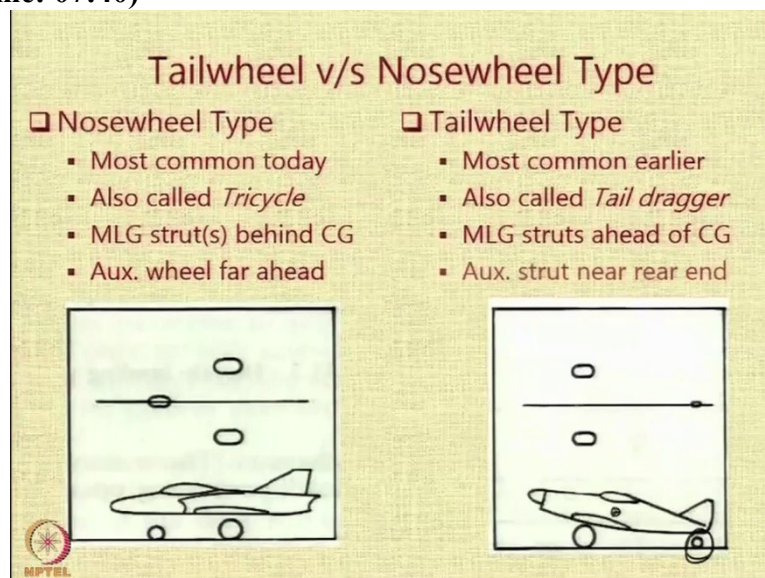 Tailwheel v/s Nosewheel Type
Nosewheel Type
Most common today
Also called Tricycle
MLG strut(s) behind CG
Aux. wheel far ahead
Tailwheel Type
Most common earlier
Also called Tail dragger
MLG struts ahead of CG
Aux. strut near rear end
NPTEL